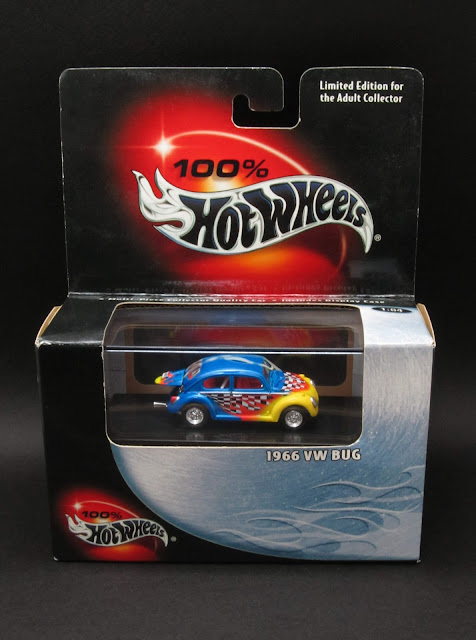 Limited Edition for
the Adult Collector
100%
HOT WHEELS
®
1:64
1966 VW BUG
100%
HOT WHEELS